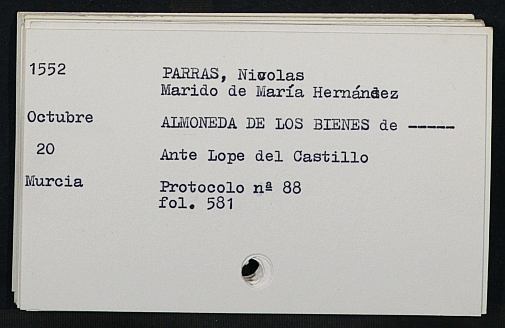 1552 PARRAS, Nicolas
Marido de María Hernández
Octubre ALMONEDA DE LOS BIENES de -----
20 Ante Lope del Castillo
Murcia Protocolo nª 88
fol. 581